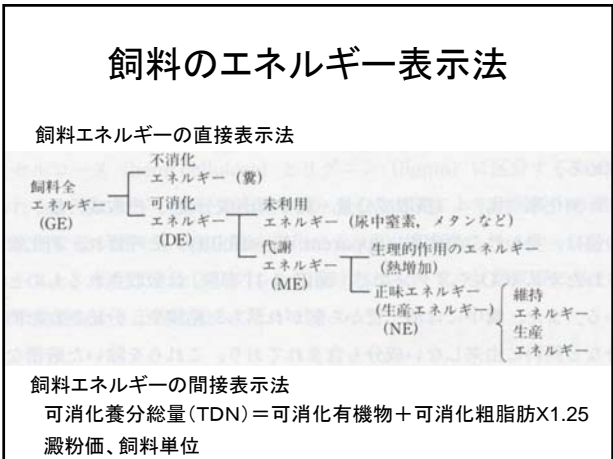 飼料のエネルギー表示法
飼料エネルギーの直接表示法
飼料全
エネルギー
(GE)
不消化
エネルギー (糞)
可消化
エネルギー
(DE)
未利用
エネルギー (尿中窒素, メタンなど)
代謝
エネルギー
(ME)
生理的作用のエネルギー
(熱増加)
正味エネルギー
(生産エネルギー)
(NE)
維持
エネルギー
生産
エネルギー
飼料エネルギーの間接表示法
可消化養分総量(TDN)=可消化有機物+可消化粗脂肪X1.25
澱粉価、飼料単位